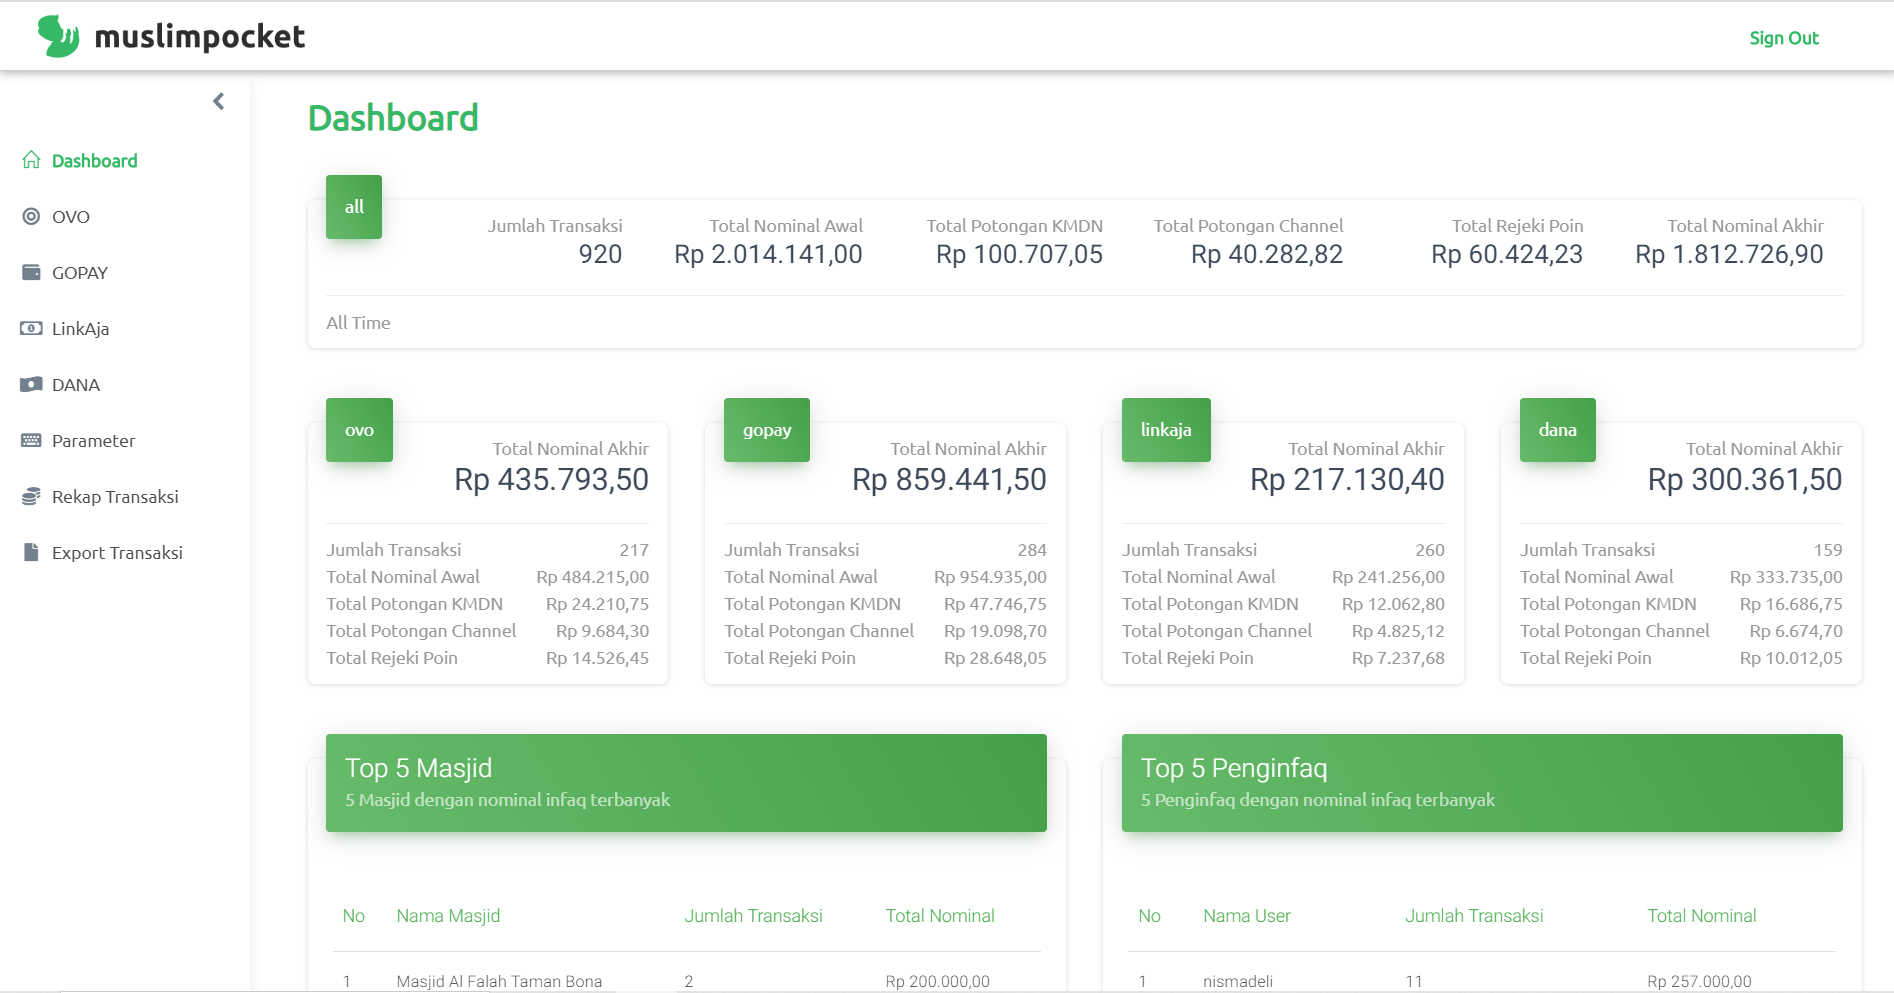 muslimpocket
Sign Out
Dashboard
OVO
GOPAY
LinkAja
DANA
Parameter
Rekap Transaksi
Export Transaksi
Dashboard
all
Jumlah Transaksi
920
Total Nominal Awal
Rp 2.014.141,00
Total Potongan KMDN
Rp 100.707,05
Total Potongan Channel
Rp 40.282,82
Total Rejeki Poin
Rp 60.424,23
Total Nominal Akhir
Rp 1.812.726,90
All Time
ovo
Total Nominal Akhir
Rp 435.793,50
Jumlah Transaksi 217
Total Nominal Awal Rp 484.215,00
Total Potongan KMDN Rp 24.210,75
Total Potongan Channel Rp 9.684,30
Total Rejeki Poin Rp 14.526,45
gopay
Total Nominal Akhir
Rp 859.441,50
Jumlah Transaksi 284
Total Nominal Awal Rp 954.935,00
Total Potongan KMDN Rp 47.746,75
Total Potongan Channel Rp 19.098,70
Total Rejeki Poin Rp 28.648,05
linkaja
Total Nominal Akhir
Rp 217.130,40
Jumlah Transaksi 260
Total Nominal Awal Rp 241.256,00
Total Potongan KMDN Rp 12.062,80
Total Potongan Channel Rp 4.825,12
Total Rejeki Poin Rp 7.237,68
dana
Total Nominal Akhir
Rp 300.361,50
Jumlah Transaksi 159
Total Nominal Awal Rp 333.735,00
Total Potongan KMDN Rp 16.686,75
Total Potongan Channel Rp 6.674,70
Total Rejeki Poin Rp 10.012,05
Top 5 Masjid
5 Masjid dengan nominal infaq terbanyak
No Nama Masjid Jumlah Transaksi Total Nominal
1 Masjid Al Falah Taman Bona 2 Rp 200.000,00
Top 5 Penginfaq
5 Penginfaq dengan nominal infaq terbanyak
No Nama User Jumlah Transaksi Total Nominal
1 nismadeli 11 Rp 257.000,00